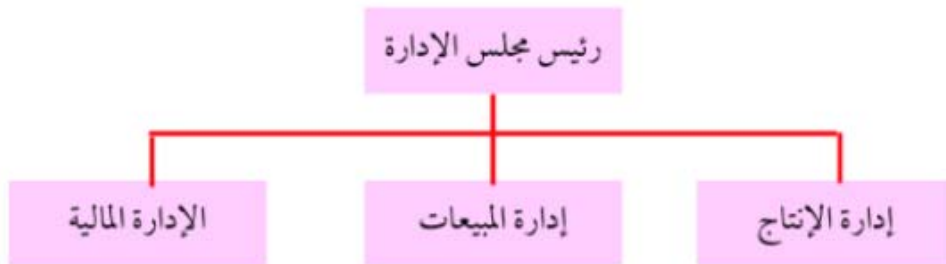 رئيس مجلس الإدارة
إدارة الإنتاج
إدارة المبيعات
الإدارة المالية